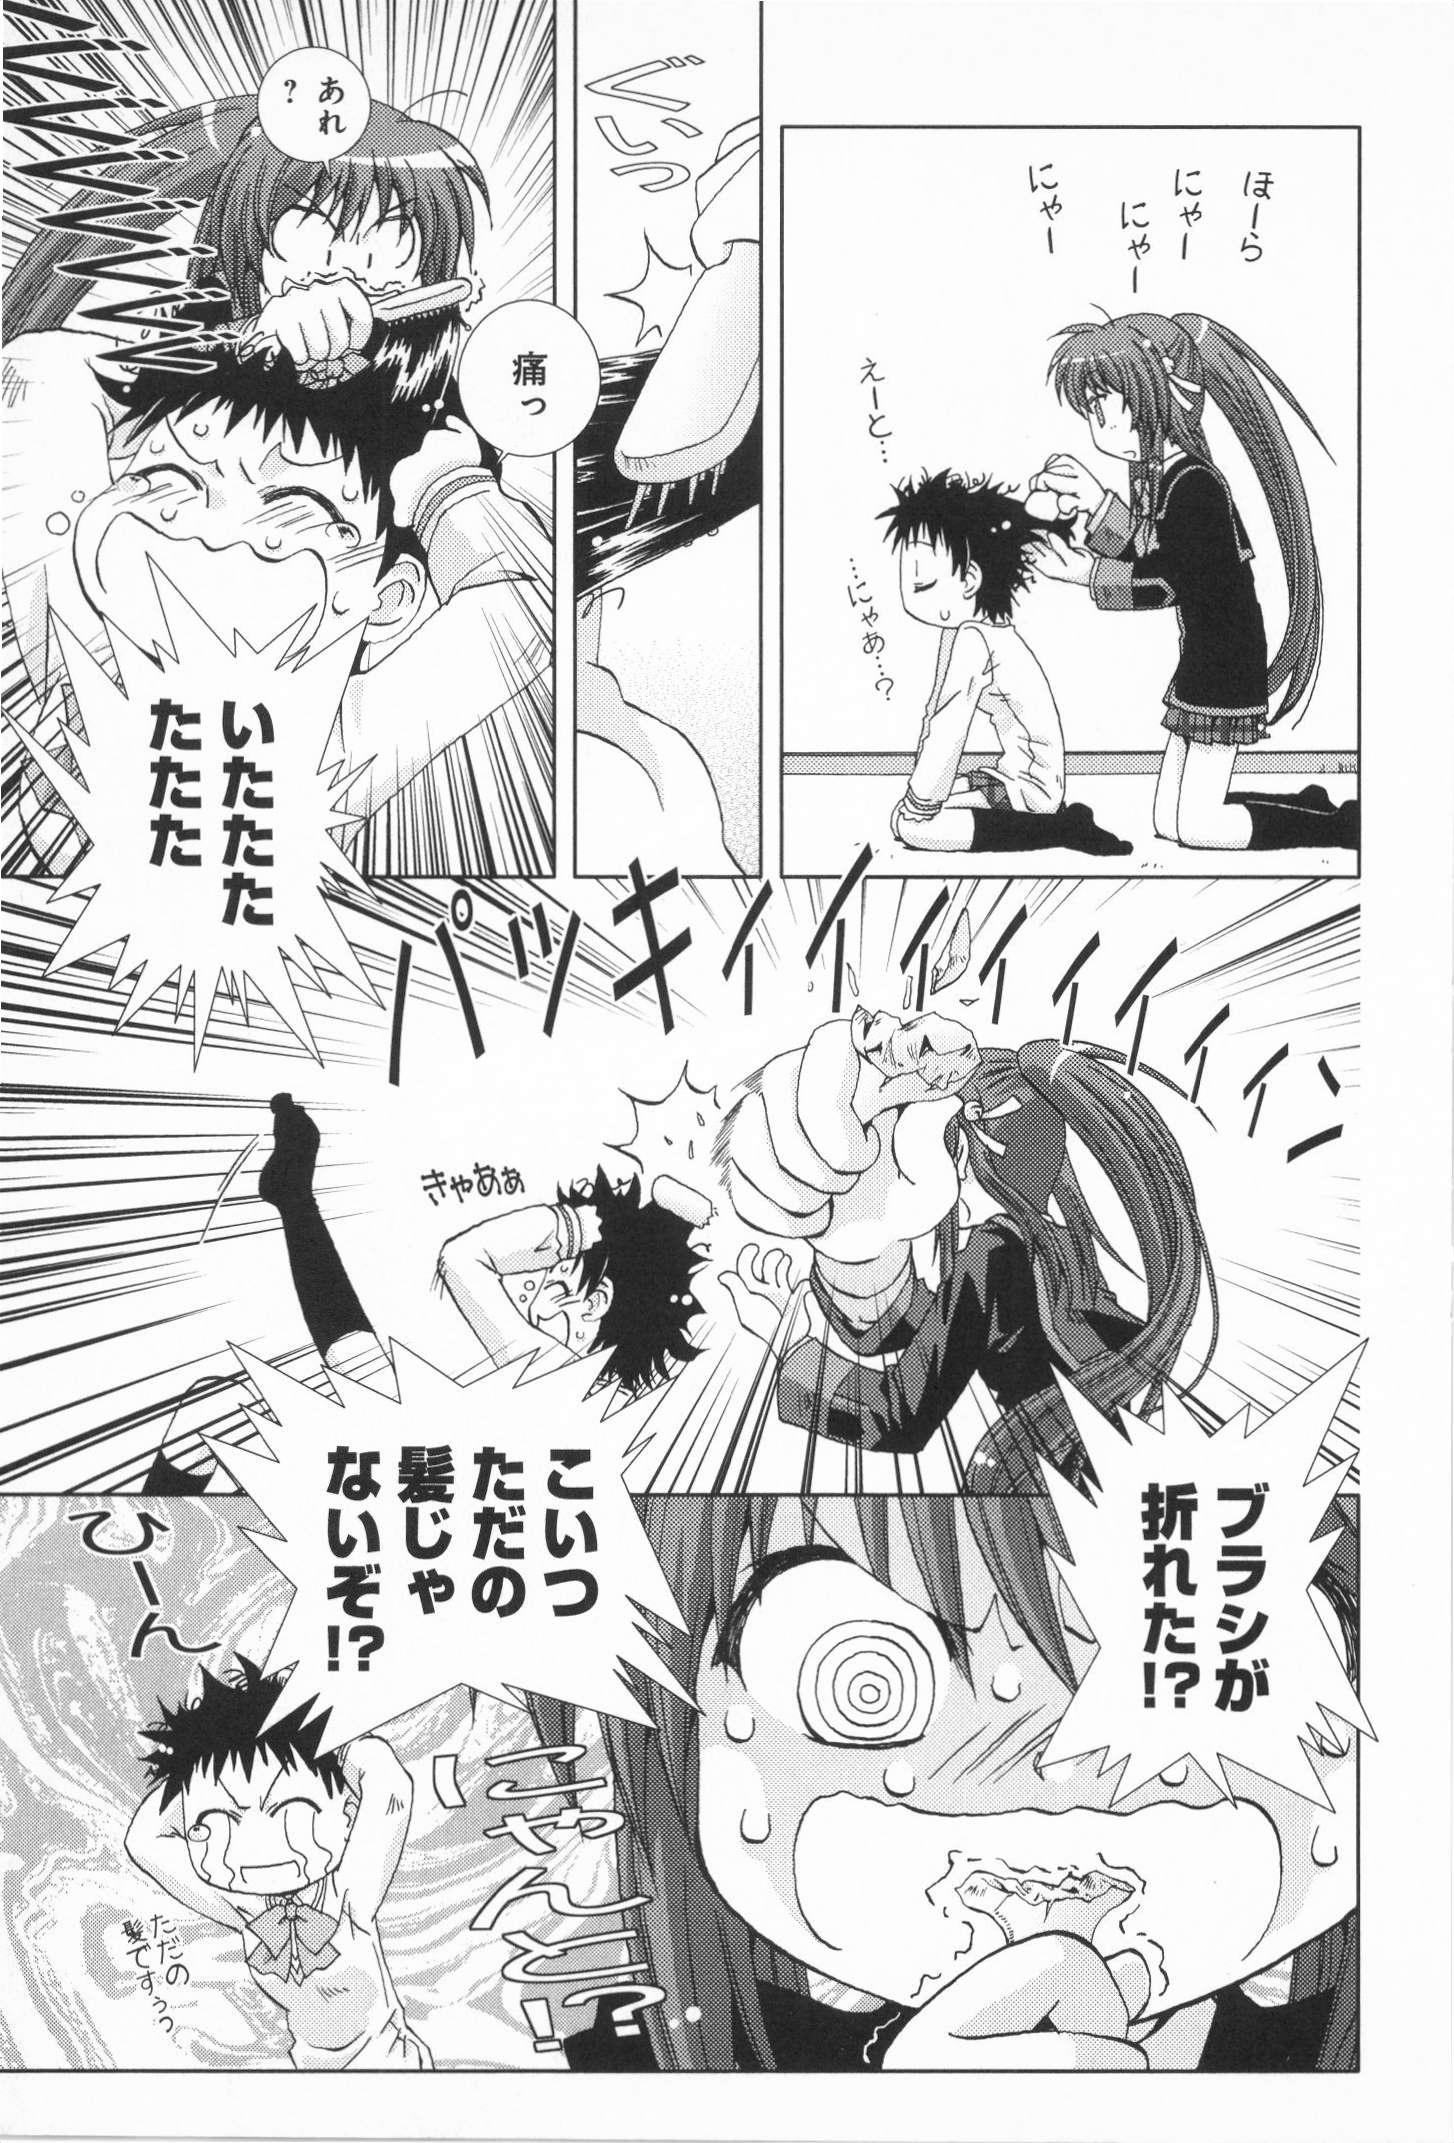 ほーら
にゃー
にゃー
にゃー
えーと…
…にゃあ…?
ぐいっ
痛っ
あれ
?
いたたた
たたた
パッキイイイイイイイイン
きゃああ
ブラシが
折れた!?
こいつ
ただの
髪じゃ
ないぞ!?
にゃんと!?
ひーん
ただの
髪ですぅぅ